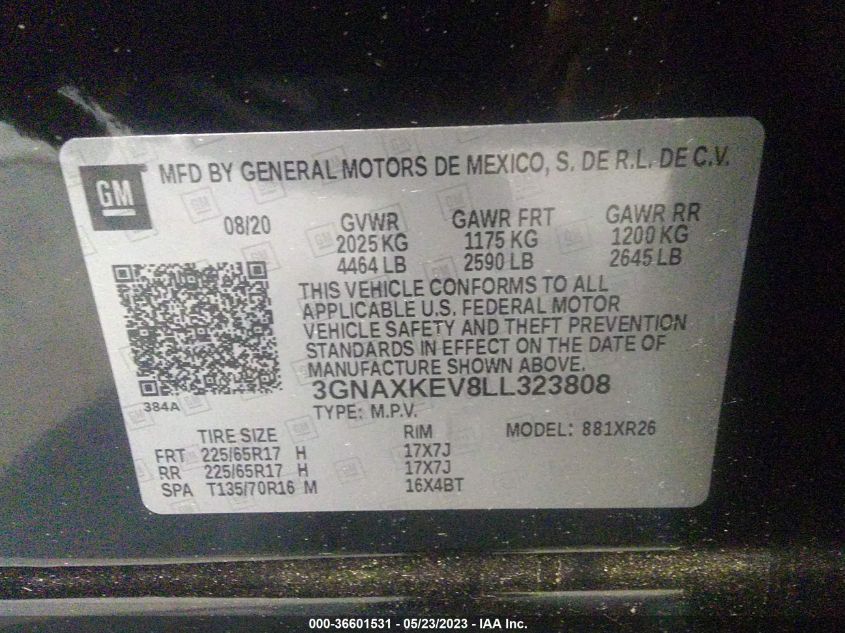 GM
MFD BY GENERAL MOTORS DE MEXICO, S. DE R.L. DE C.V.
08/20 GVWR GAWR FRT GAWR RR
2025 KG 1175 KG 1200 KG
4464 LB 2590 LB 2645 LB
THIS VEHICLE CONFORMS TO ALL
APPLICABLE U.S. FEDERAL MOTOR
VEHICLE SAFETY AND THEFT PREVENTION
STANDARDS IN EFFECT ON THE DATE OF
MANUFACTURE SHOWN ABOVE.
384A
3GNAXKEV8LL323808
TYPE: M.P.V.
TIRE SIZE RIM MODEL: 881XR26
FRT 225/65R17 H 17X7J
RR 225/65R17 H 17X7J
SPA T135/70R16 M 16X4BT
000-36601531 - 05/23/2023 - IAA Inc.